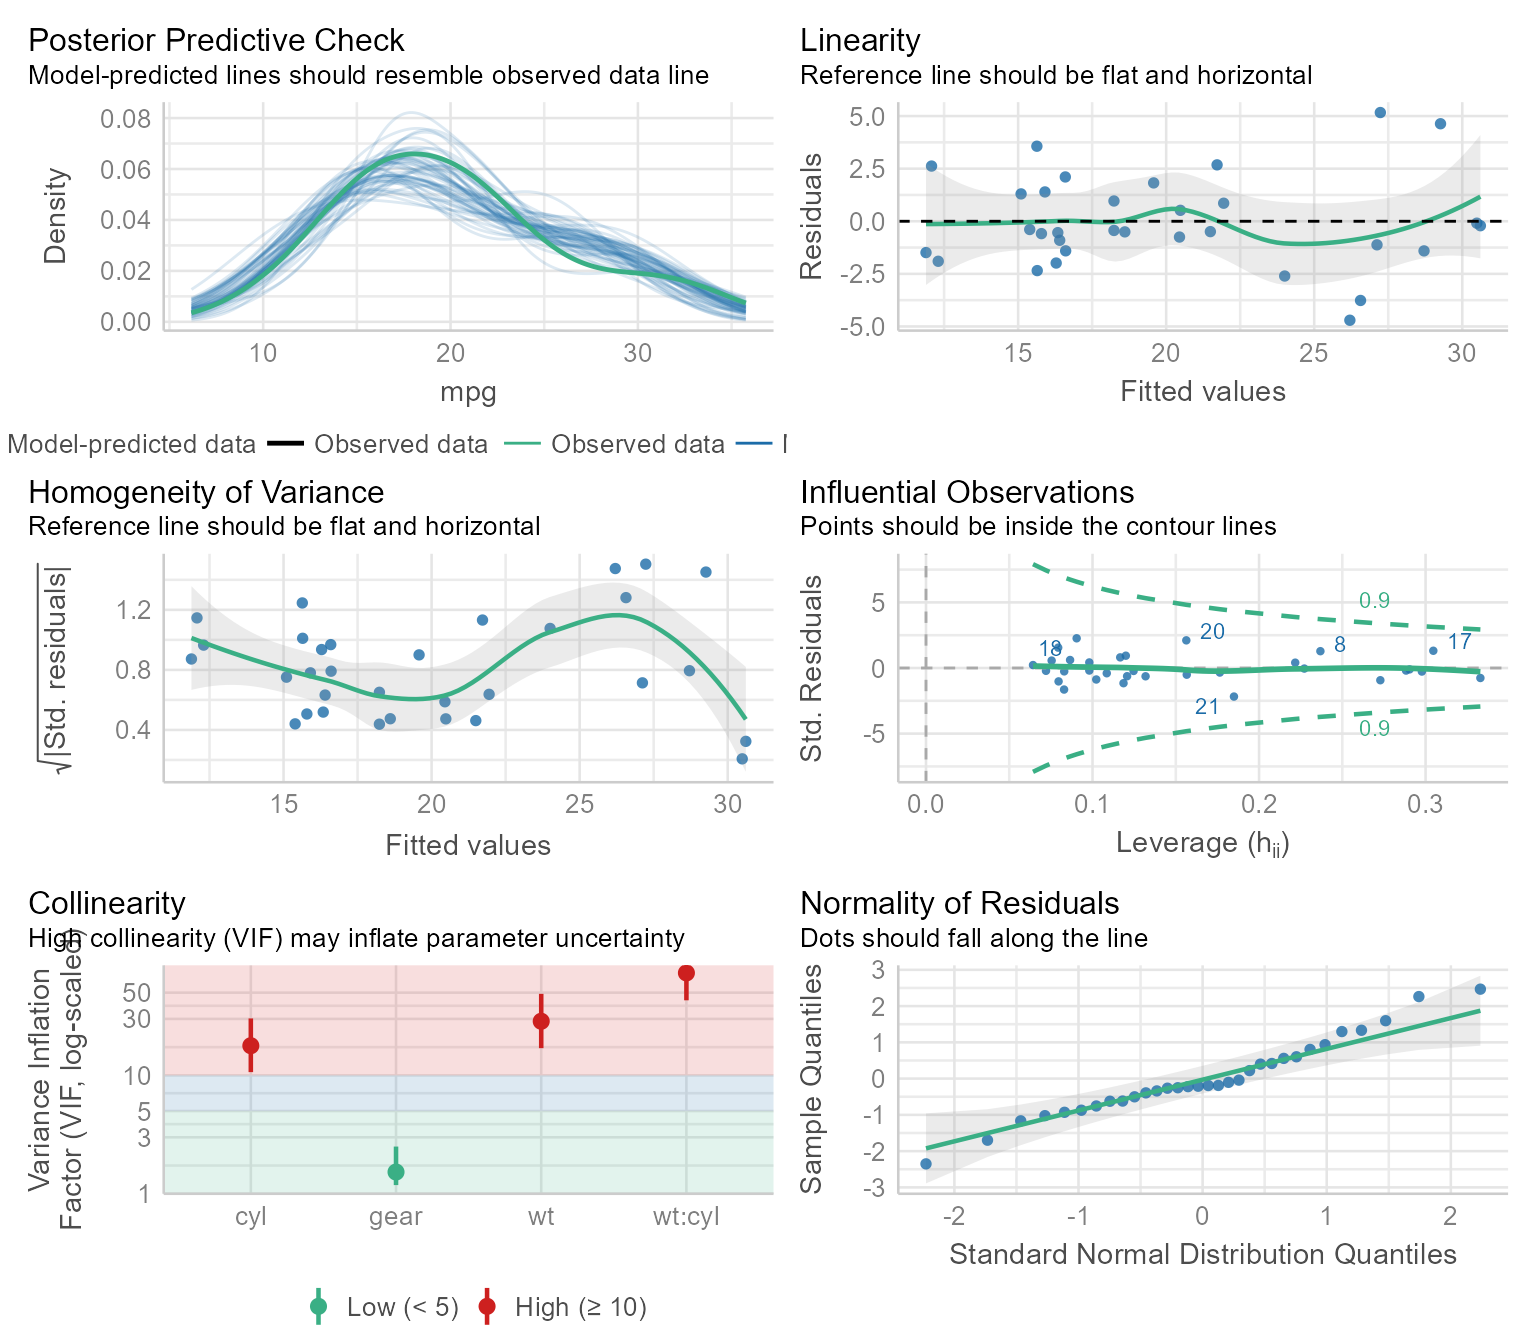 Posterior Predictive Check
Model-predicted lines should resemble observed data line
0.08
0.06
0.04
0.02
0.00
Density
10 20 30
mpg
Model-predicted data Observed data Observed data
Linearity
Reference line should be flat and horizontal
5.0
2.5
0.0
-2.5
-5.0
Residuals
15 20 25 30
Fitted values
Homogeneity of Variance
Reference line should be flat and horizontal
1.2
0.8
0.4
√|Std. residuals|
15 20 25 30
Fitted values
Influential Observations
Points should be inside the contour lines
5
0
-5
Std. Residuals
0.9
18
20
8
17
21
0.9
0.0 0.1 0.2 0.3
Leverage (hii)
Collinearity
High collinearity (VIF) may inflate parameter uncertainty
Variance Inflation
Factor (VIF, log-scaled)
50
30
10
5
3
1
cyl gear wt wt:cyl
Low (< 5) High (≥ 10)
Normality of Residuals
Dots should fall along the line
3
2
1
0
-1
-2
-3
Sample Quantiles
-2 -1 0 1 2
Standard Normal Distribution Quantiles